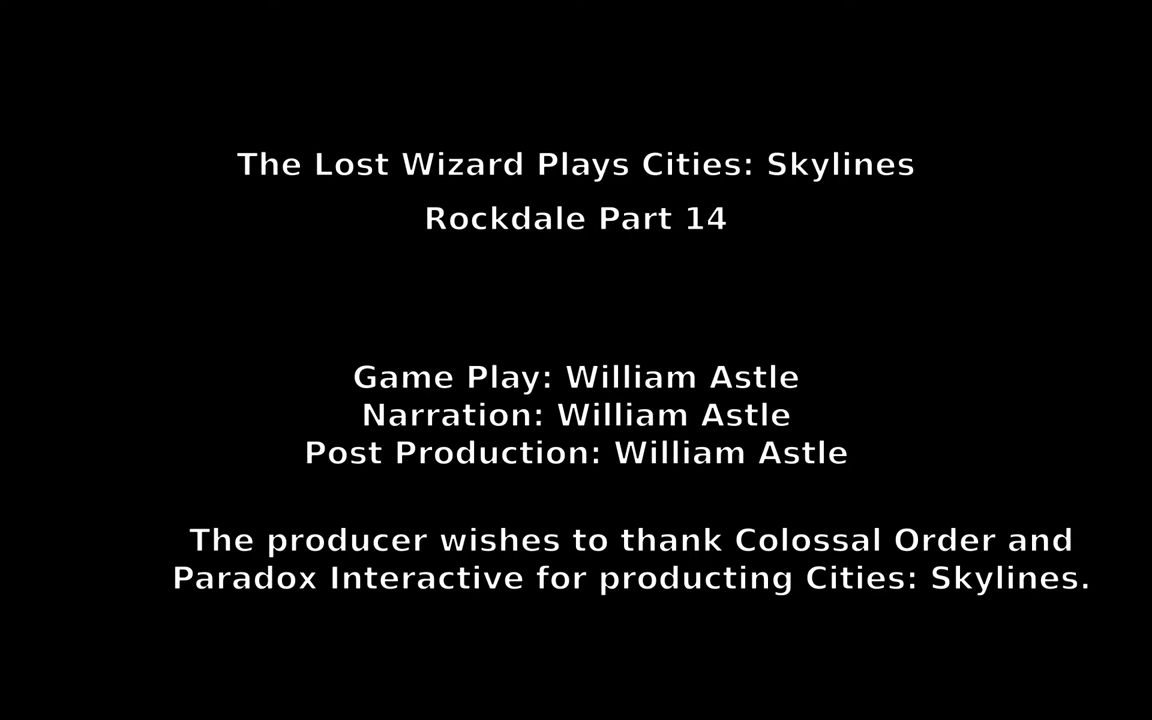 The Lost Wizard Plays Cities: Skylines
Rockdale Part 14
Game Play: William Astle
Narration: William Astle
Post Production: William Astle
The producer wishes to thank Colossal Order and
Paradox Interactive for producting Cities: Skylines.